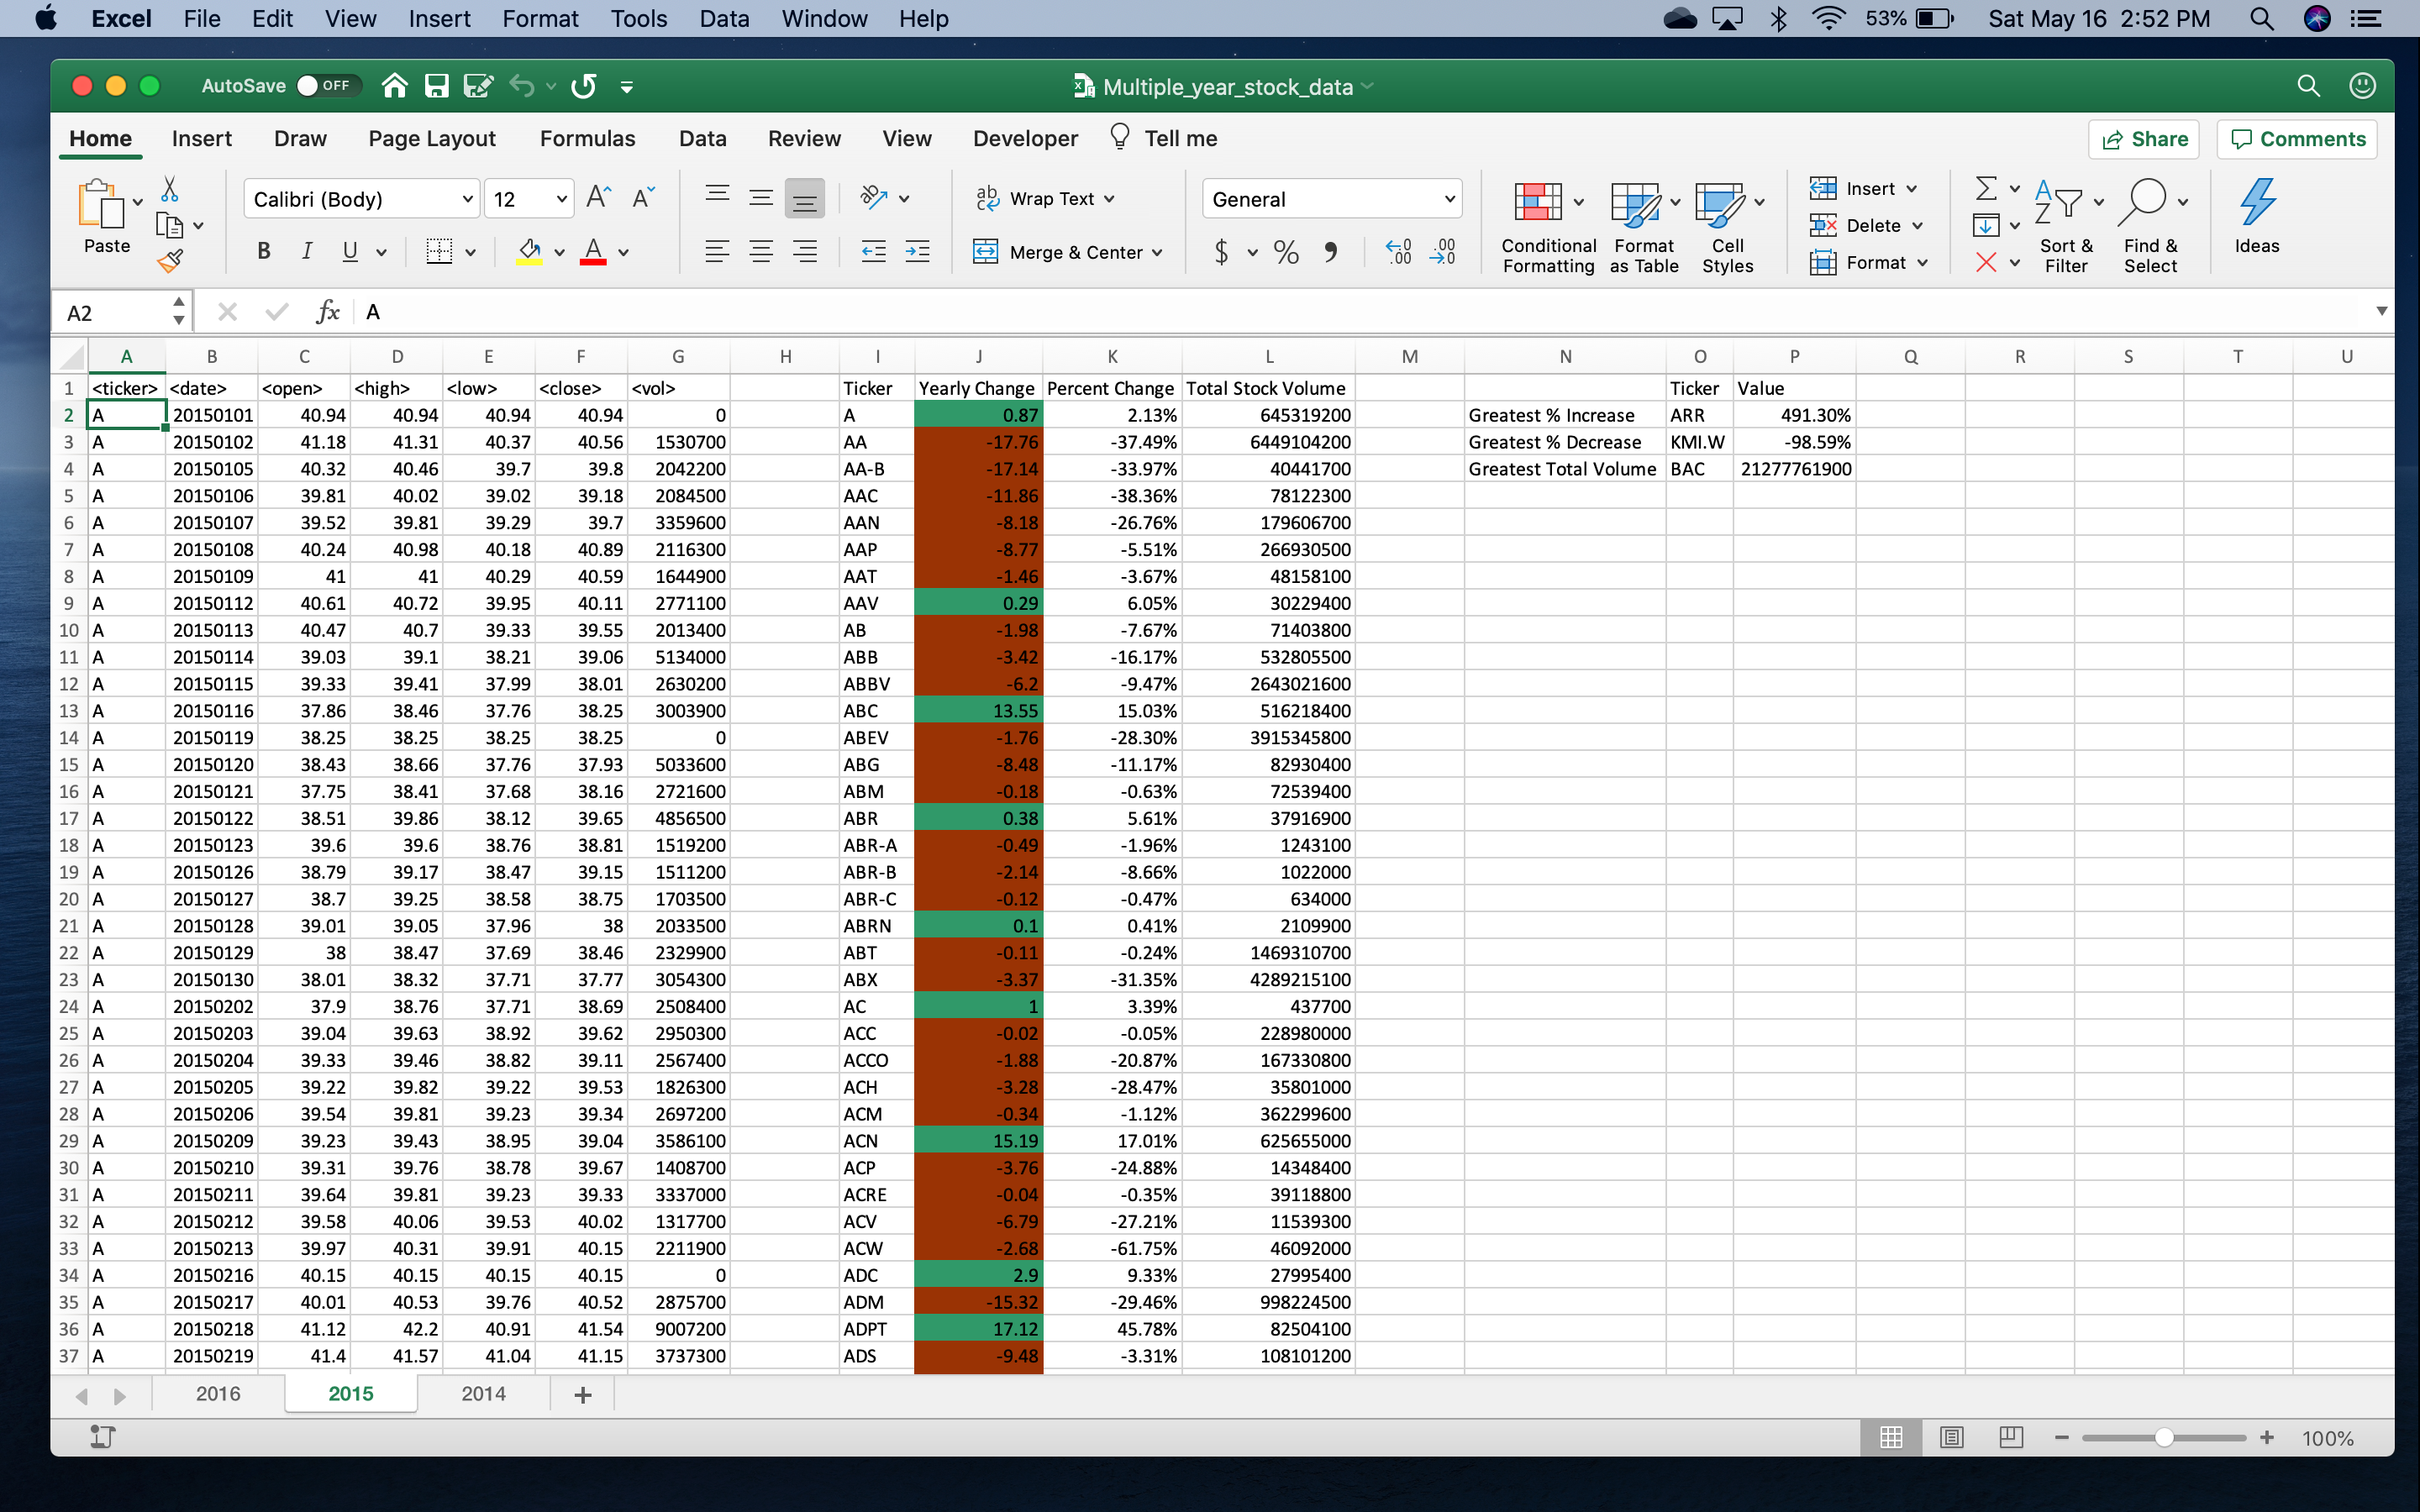 Excel File Edit View Insert Format Tools Data Window Help 53% Sat May 16 2:52 PM
AutoSave OFF Multiple_year_stock_data
Home Insert Draw Page Layout Formulas Data Review View Developer Tell me Share Comments
Paste Calibri (Body) 12 Wrap Text General Conditional Formatting Format as Table Cell Styles Insert Sort & Filter Find & Select Ideas
B I U A Merge & Center $ % Delete
Format
A2 fx A
A B C D E F G H I J K L M N O P Q R S T U
1 <ticker> <date> <open> <high> <low> <close> <vol> Ticker Yearly Change Percent Change Total Stock Volume Ticker Value
2 A 20150101 40.94 40.94 40.94 40.94 0 A 0.87 2.13% 645319200 Greatest % Increase ARR 491.30%
3 A 20150102 41.18 41.31 40.37 40.56 1530700 AA -17.76 -37.49% 6449104200 Greatest % Decrease KMI.W -98.59%
4 A 20150105 40.32 40.46 39.7 39.8 2042200 AA-B -17.14 -33.97% 40441700 Greatest Total Volume BAC 21277761900
5 A 20150106 39.81 40.02 39.02 39.18 2084500 AAC -11.86 -38.36% 78122300
6 A 20150107 39.52 39.81 39.29 39.7 3359600 AAN -8.18 -26.76% 179606700
7 A 20150108 40.24 40.98 40.18 40.89 2116300 AAP -8.77 -5.51% 266930500
8 A 20150109 41 41 40.29 40.59 1644900 AAT -1.46 -3.67% 48158100
9 A 20150112 40.61 40.72 39.95 40.11 2771100 AAV 0.29 6.05% 30229400
10 A 20150113 40.47 40.7 39.33 39.55 2013400 AB -1.98 -7.67% 71403800
11 A 20150114 39.03 39.1 38.21 39.06 5134000 ABB -3.42 -16.17% 532805500
12 A 20150115 39.33 39.41 37.99 38.01 2630200 ABBV -6.2 -9.47% 2643021600
13 A 20150116 37.86 38.46 37.76 38.25 3003900 ABC 13.55 15.03% 516218400
14 A 20150119 38.25 38.25 38.25 38.25 0 ABEV -1.76 -28.30% 3915345800
15 A 20150120 38.43 38.66 37.76 37.93 5033600 ABG -8.48 -11.17% 82930400
16 A 20150121 37.75 38.41 37.68 38.16 2721600 ABM -0.18 -0.63% 72539400
17 A 20150122 38.51 39.86 38.12 39.65 4856500 ABR 0.38 5.61% 37916900
18 A 20150123 39.6 39.6 38.76 38.81 1519200 ABR-A -0.49 -1.96% 1243100
19 A 20150126 38.79 39.17 38.47 39.15 1511200 ABR-B -2.14 -8.66% 1022000
20 A 20150127 38.7 39.25 38.58 38.75 1703500 ABR-C -0.12 -0.47% 634000
21 A 20150128 39.01 39.05 37.96 38 2033500 ABRN 0.1 0.41% 2109900
22 A 20150129 38 38.47 37.69 38.46 2329900 ABT -0.11 -0.24% 1469310700
23 A 20150130 38.01 38.32 37.71 37.77 3054300 ABX -3.37 -31.35% 4289215100
24 A 20150202 37.9 38.76 37.71 38.69 2508400 AC 1 3.39% 437700
25 A 20150203 39.04 39.63 38.92 39.62 2950300 ACC -0.02 -0.05% 228980000
26 A 20150204 39.33 39.46 38.82 39.11 2567400 ACCO -1.88 -20.87% 167330800
27 A 20150205 39.22 39.82 39.22 39.53 1826300 ACH -3.28 -28.47% 35801000
28 A 20150206 39.54 39.81 39.23 39.34 2697200 ACM -0.34 -1.12% 362299600
29 A 20150209 39.23 39.43 38.95 39.04 3586100 ACN 15.19 17.01% 625655000
30 A 20150210 39.31 39.76 38.78 39.67 1408700 ACP -3.76 -24.88% 14348400
31 A 20150211 39.64 39.81 39.23 39.33 3337000 ACRE -0.04 -0.35% 39118800
32 A 20150212 39.58 40.06 39.53 40.02 1317700 ACV -6.79 -27.21% 11539300
33 A 20150213 39.97 40.31 39.91 40.15 2211900 ACW -2.68 -61.75% 46092000
34 A 20150216 40.15 40.15 40.15 40.15 0 ADC 2.9 9.33% 27995400
35 A 20150217 40.01 40.53 39.76 40.52 2875700 ADM -15.32 -29.46% 998224500
36 A 20150218 41.12 42.2 40.91 41.54 9007200 ADPT 17.12 45.78% 82504100
37 A 20150219 41.4 41.57 41.04 41.15 3737300 ADS -9.48 -3.31% 108101200
2016 2015 2014 +
100%